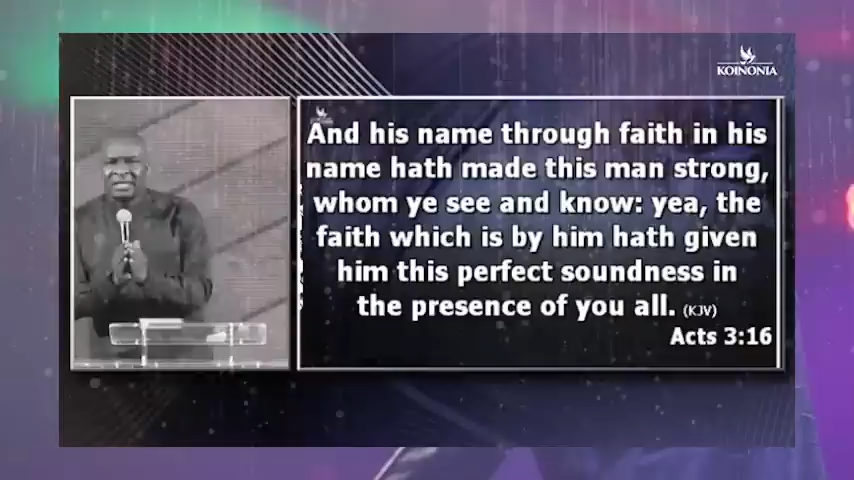 KOINONIA
And his name through faith in his
name hath made this man strong,
whom ye see and know: yea, the
faith which is by him hath given
him this perfect soundness in
the presence of you all. (KJV)
Acts 3:16